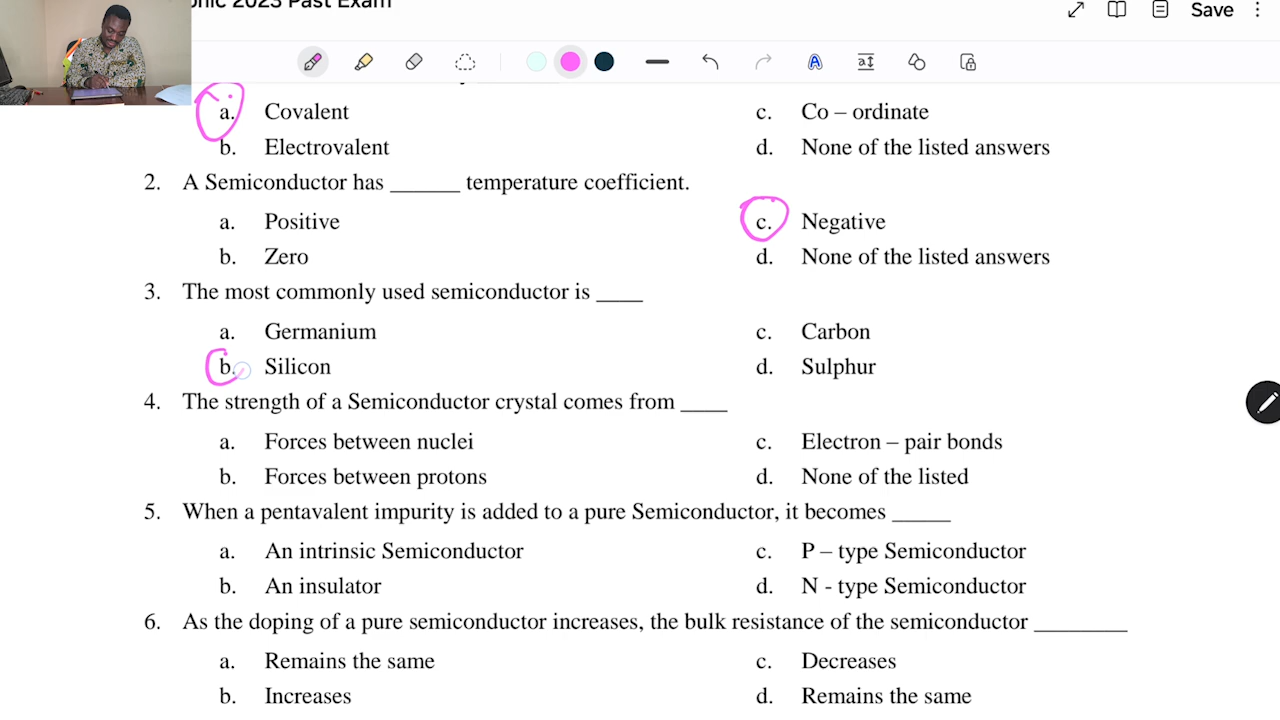 2023 Past Exam
Save
a. Covalent c. Co – ordinate
b. Electrovalent d. None of the listed answers
2. A Semiconductor has ______ temperature coefficient.
a. Positive c. Negative
b. Zero d. None of the listed answers
3. The most commonly used semiconductor is ____
a. Germanium c. Carbon
b. Silicon d. Sulphur
4. The strength of a Semiconductor crystal comes from ____
a. Forces between nuclei c. Electron – pair bonds
b. Forces between protons d. None of the listed
5. When a pentavalent impurity is added to a pure Semiconductor, it becomes _____
a. An intrinsic Semiconductor c. P – type Semiconductor
b. An insulator d. N - type Semiconductor
6. As the doping of a pure semiconductor increases, the bulk resistance of the semiconductor ________
a. Remains the same c. Decreases
b. Increases d. Remains the same